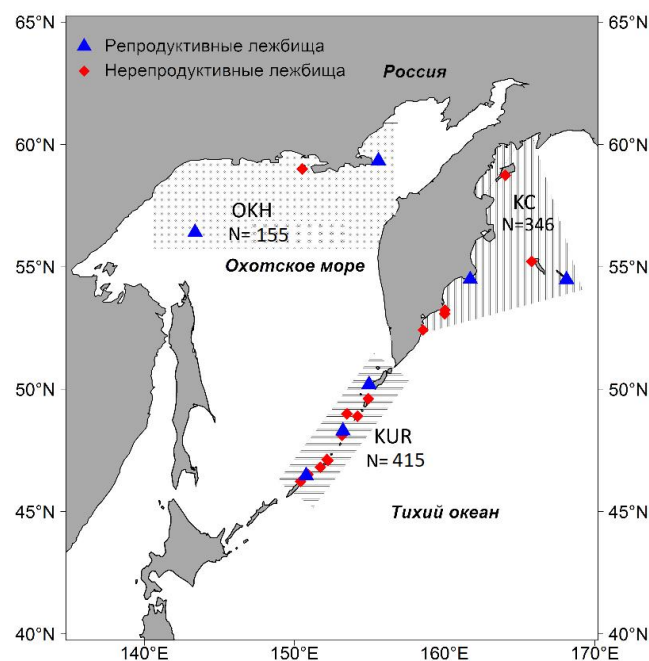 65°N
65°N
Репродуктивные лежбища
Нерепродуктивные лежбища
Россия
60°N
60°N
OKH
N= 155
KC
N=346
Охотское море
55°N
55°N
50°N
50°N
KUR
N= 415
45°N
45°N
Тихий океан
40°N
40°N
140°E
150°E
160°E
170°E